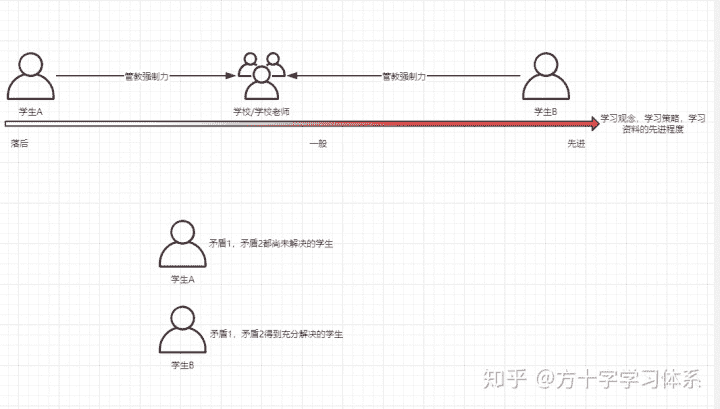 管教强制力
管教强制力
学生A
学校/学校老师
学生B
学习观念、学习策略、学习
资料的先进程度
落后
一般
先进
矛盾1，矛盾2都尚未解决的学生
学生A
矛盾1，矛盾2得到充分解决的学生
学生B
知乎 @方十字学习体系